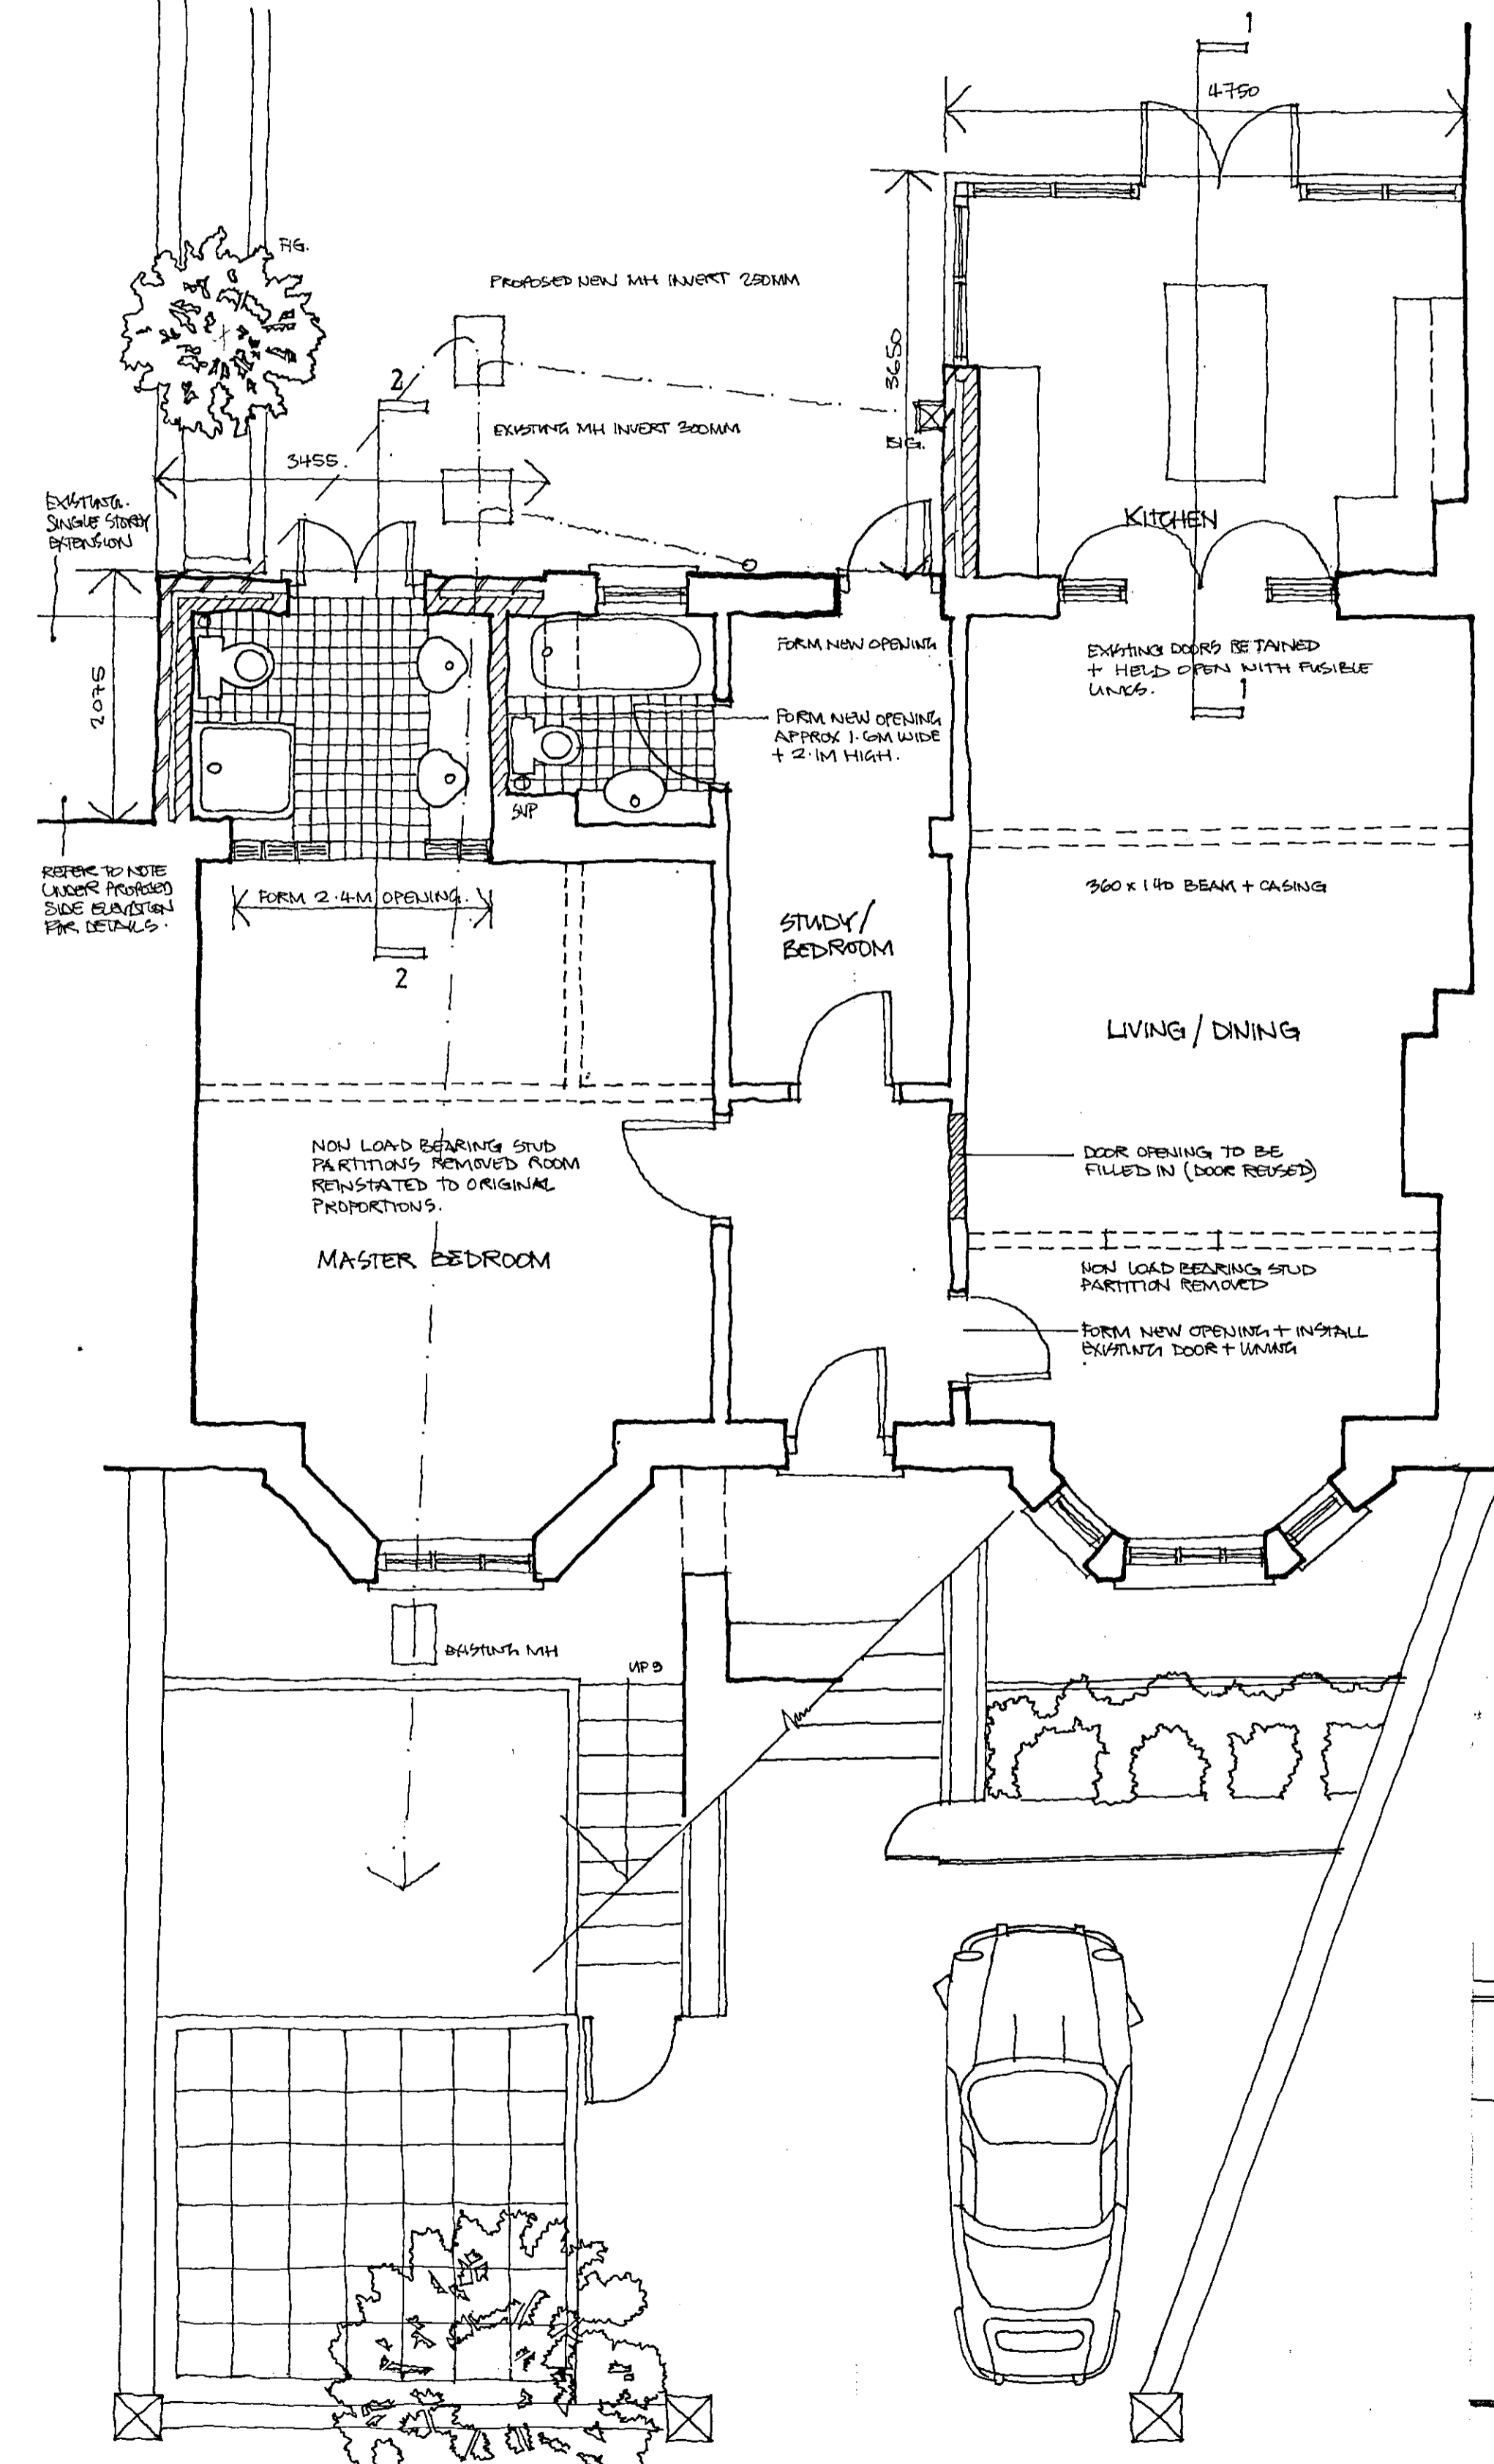 1
4750
FIG.
PROPOSED NEW MH INVERT 250MM
3650
2
EXISTING MH INVERT 300MM
BIG.
3455.
EXISTING.
SINGLE STORY
EXTENSION
KITCHEN
2075
FORM NEW OPENING
EXISTING DOORS RETAINED
+ HELD OPEN WITH FUSIBLE
LINKS.
1
FORM NEW OPENING
APPROX 1.6M WIDE
+ 2.1M HIGH.
SVP
REFER TO NOTE
UNDER PROPOSED
SIDE ELEVATION
FOR DETAILS.
FORM 2.4M OPENING.
360 x 140 BEAM + CASING
STUDY/
BEDROOM
2
LIVING / DINING
NON LOAD BEARING STUD
PARTITIONS REMOVED ROOM
REINSTATED TO ORIGINAL
PROPORTIONS.
DOOR OPENING TO BE
FILLED IN (DOOR REUSED)
MASTER BEDROOM
NON LOAD BEARING STUD
PARTITION REMOVED
FORM NEW OPENING + INSTALL
EXISTING DOOR + LINING
EXISTING MH
UP 9